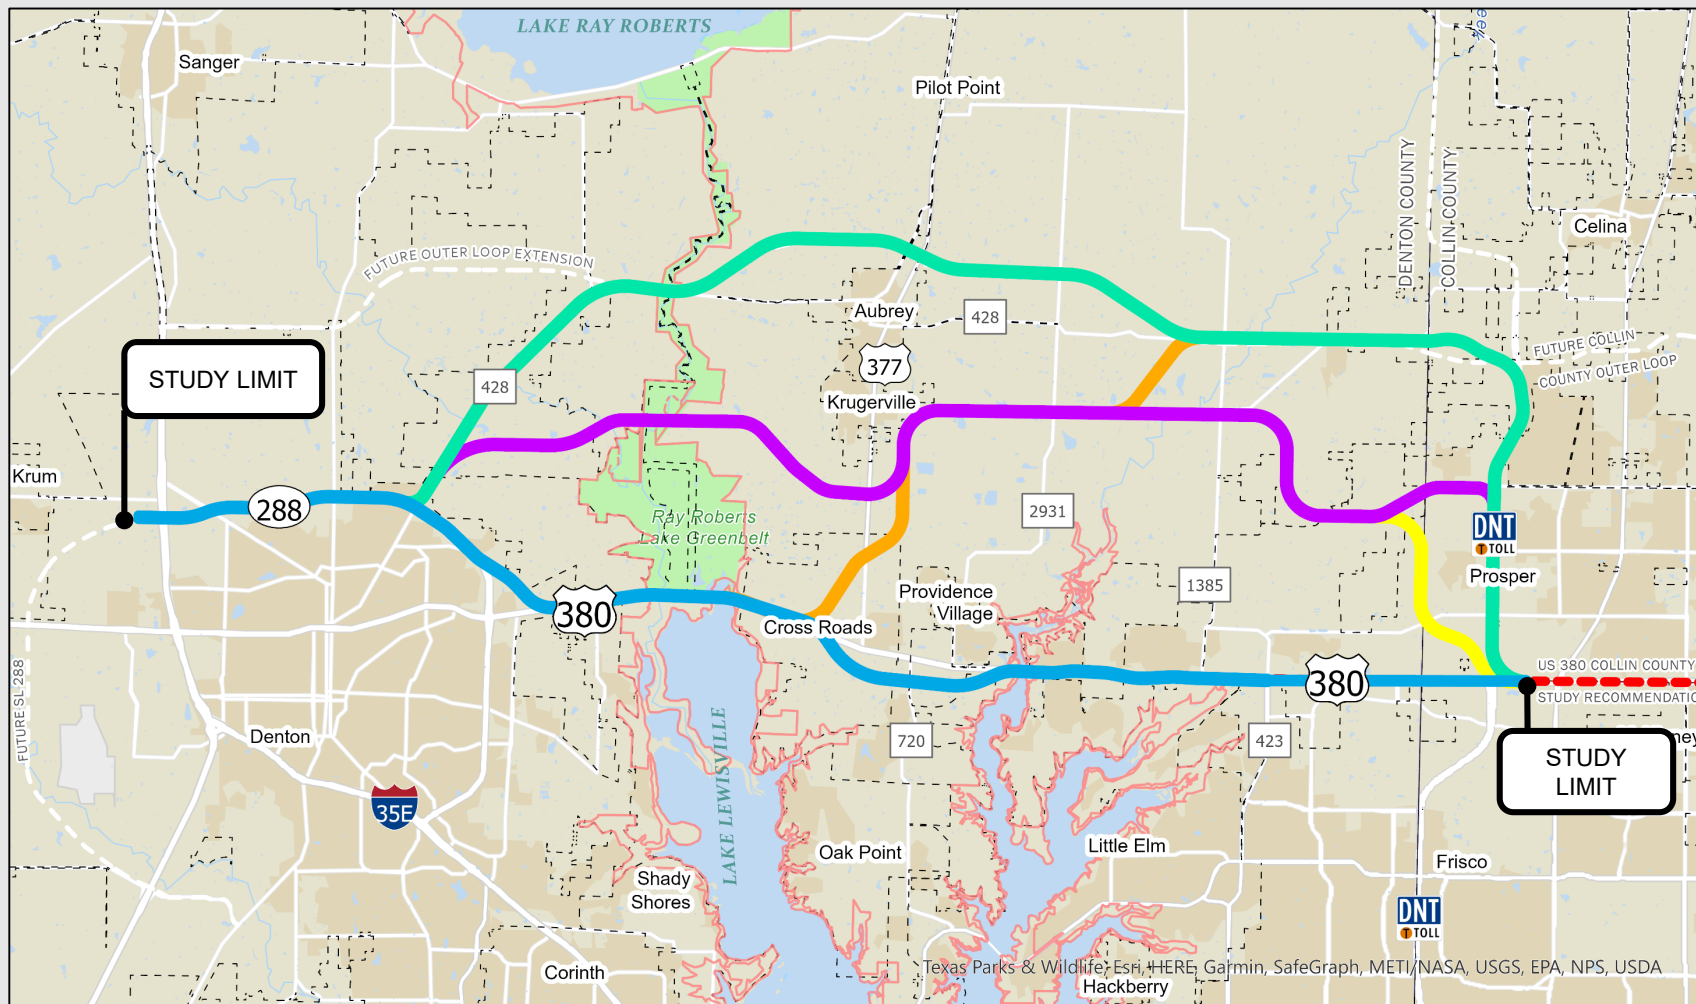 LAKE RAY ROBERTS
Sanger
Pilot Point
DENTON COUNTY
COLLIN COUNTY
Celina
FUTURE OUTER LOOP EXTENSION
Aubrey
428
FUTURE COLLIN
COUNTY OUTER LOOP
377
STUDY LIMIT
428
Krugerville
Krum
288
Ray Roberts
Lake Greenbelt
2931
DNT
T TOLL
Prosper
1385
Providence
Village
380
Cross Roads
US 380 COLLIN COUNTY
STUDY RECOMMENDATIO
380
FUTURE SL 288
Denton
LAKE LEWISVILLE
720
423
STUDY
LIMIT
ney
35E
Oak Point
Little Elm
Frisco
Shady
Shores
DNT
T TOLL
Corinth
Texas Parks & Wildlife, Esri, HERE, Garmin, SafeGraph, METI/NASA, USGS, EPA, NPS, USDA
Hackberry